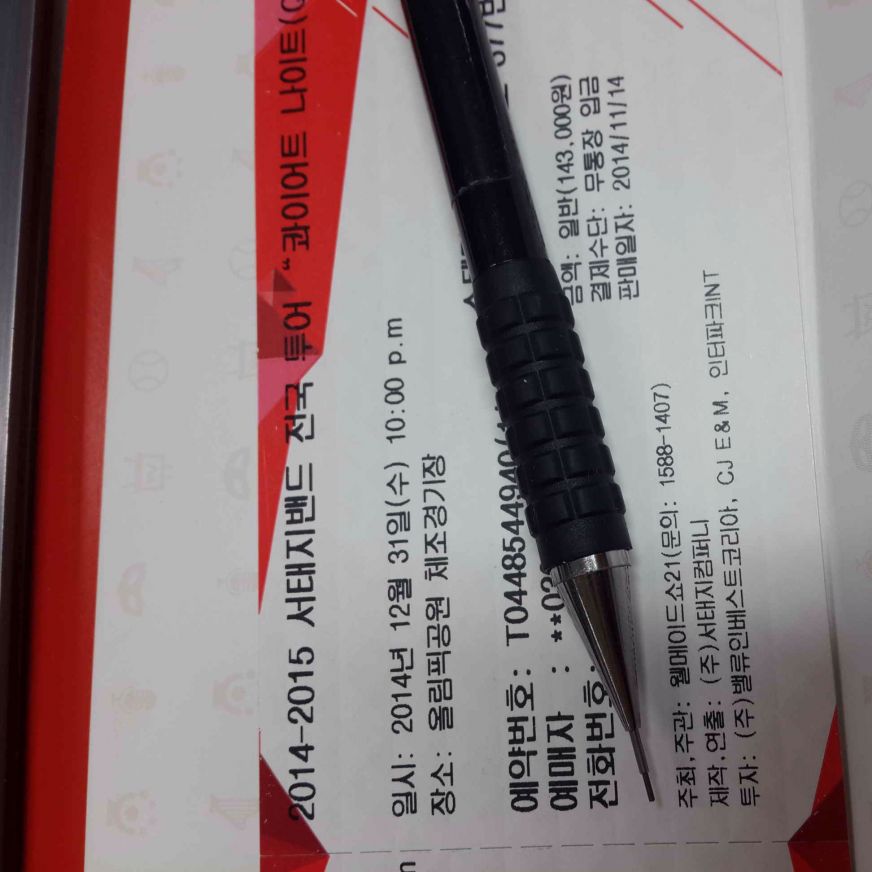 2014-2015 서태지밴드 전국 투어 "콰이어트 나이트(Q
일시: 2014년 12월 31일(수) 10:00 p.m
장소: 올림픽공원 체조경기장
예약번호: T0448544940/1
예매자 : **03
전화번호:
금액: 일반(143,000원)
결제수단: 무통장 입금
판매일자: 2014/11/14
주최,주관: 웰메이드쇼21(문의: 1588-1407)
제작,연출: (주)서태지컴퍼니
투자: (주)밸류인베스트코리아, CJ E&M, 인터파크INT